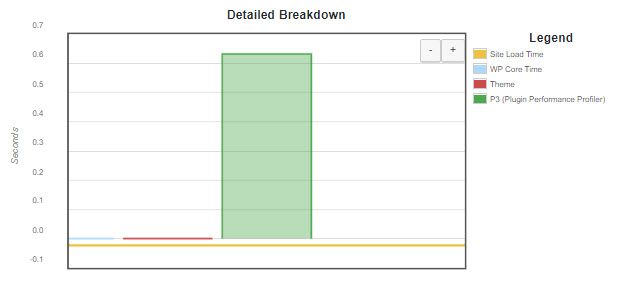 Detailed Breakdown
0.7
0.6
0.5
0.4
0.3
0.2
0.1
0.0
-0.1
Seconds
- +
Legend
Site Load Time
WP Core Time
Theme
P3 (Plugin Performance Profiler)